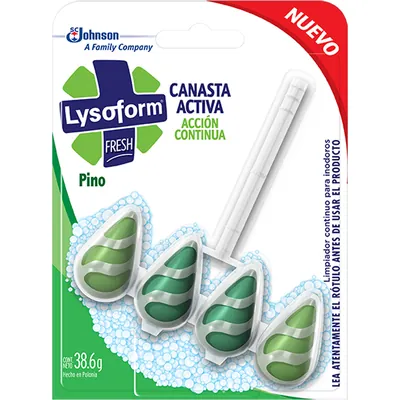 SC Johnson
A Family Company
NUEVO
Lysoform
FRESH
CANASTA
ACTIVA
ACCIÓN
CONTINUA
Pino
Limpiador continuo para inodoros
LEA ATENTAMENTE EL RÓTULO ANTES DE USAR EL PRODUCTO
CONT.
NETO 38.6g
Hecho en Polonia